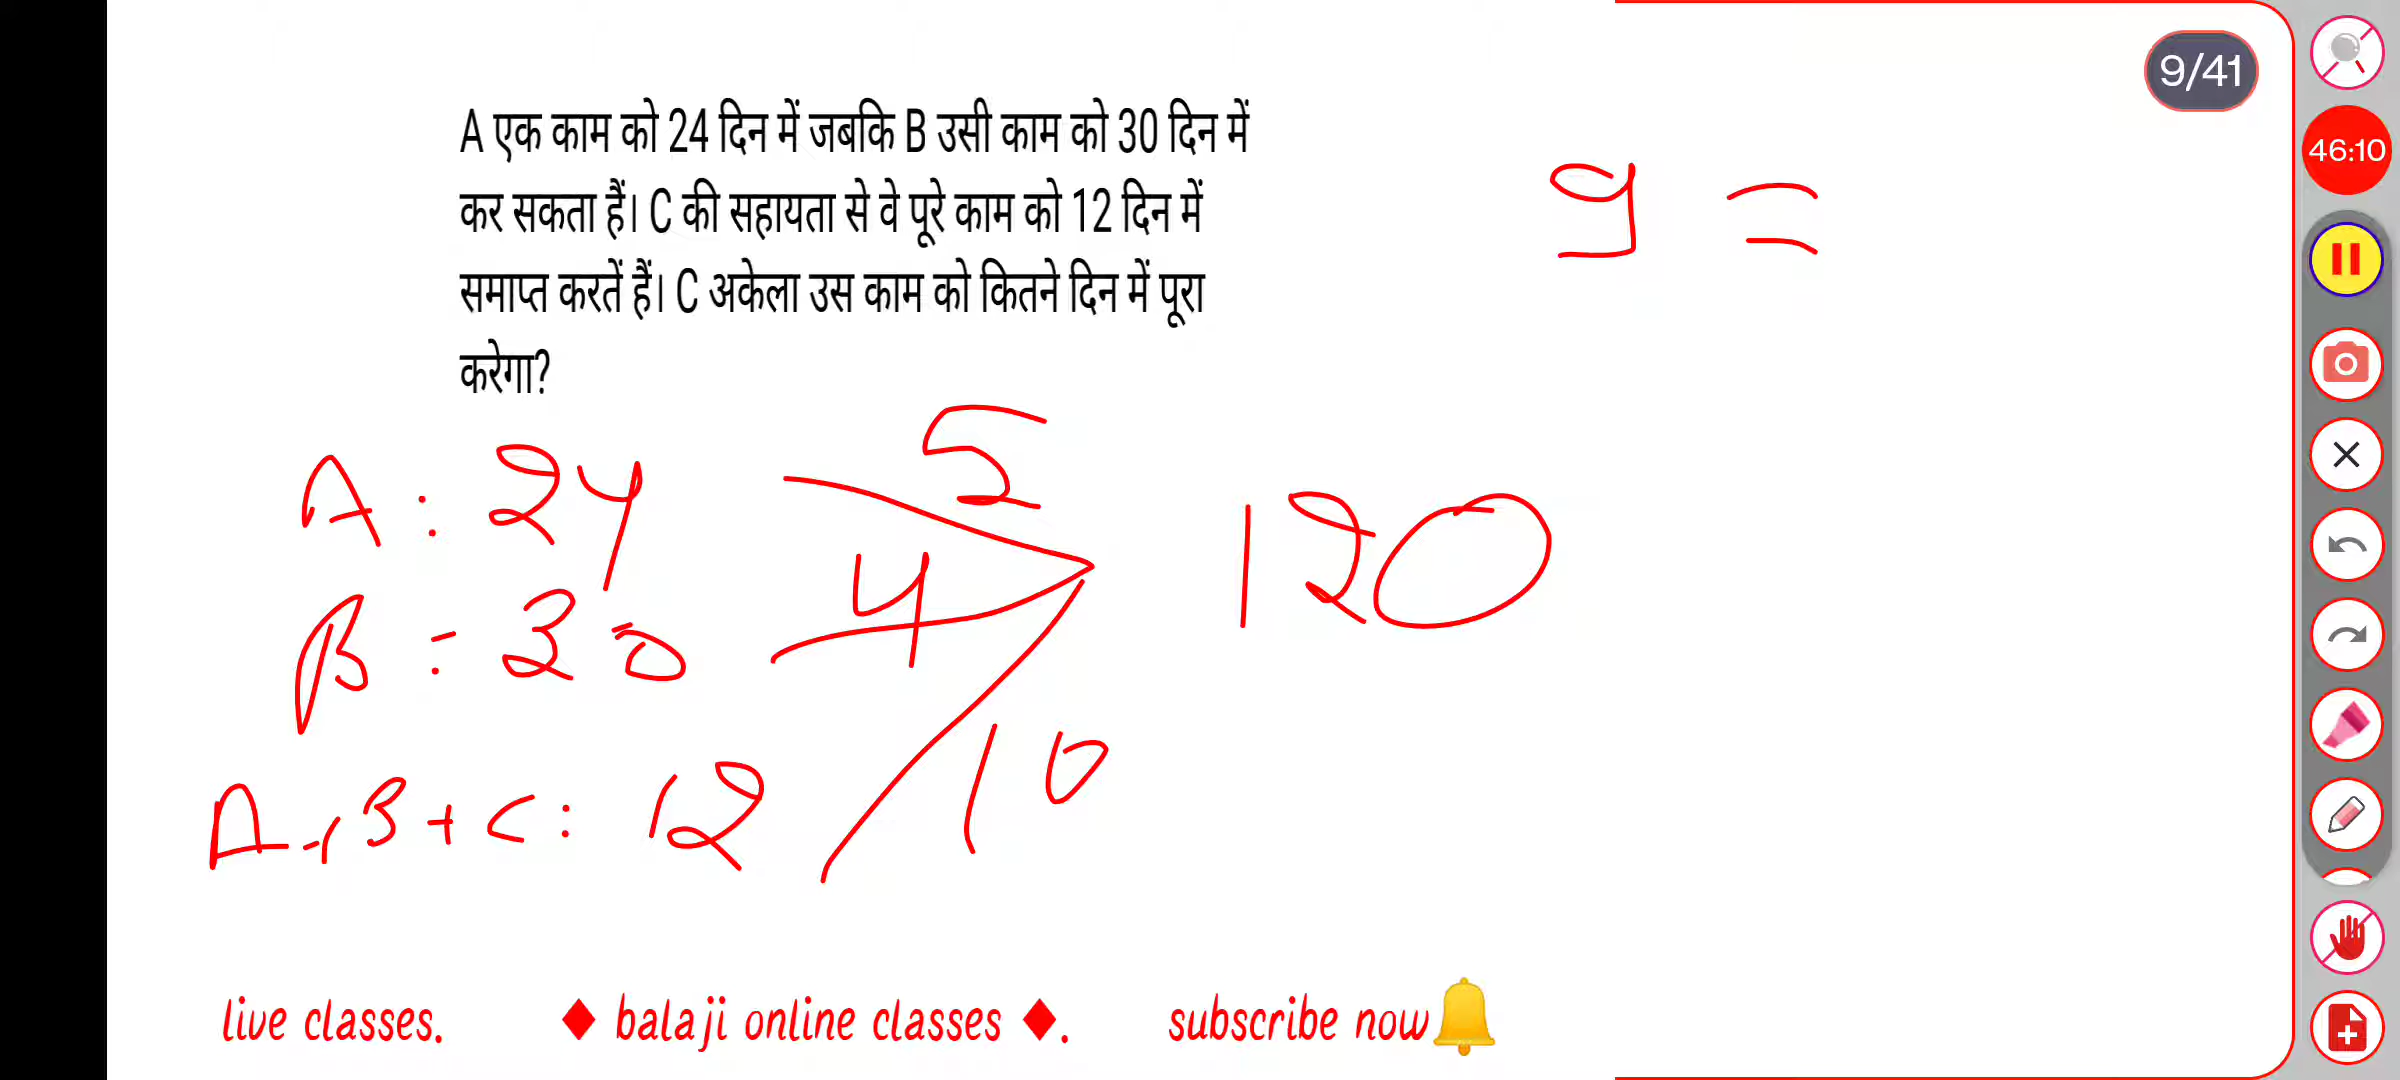 9/41
46:10
A एक काम को 24 दिन में जबकि B उसी काम को 30 दिन में
कर सकता हैं। C की सहायता से वे पूरे काम को 12 दिन में
समाप्त करतें हैं। C अकेला उस काम को कितने दिन में पूरा
करेगा?
9 =
A : 24 5
B : 30 4 120
A+B+C: 12 10
live classes. ♦ balaji online classes ♦. subscribe now🔔